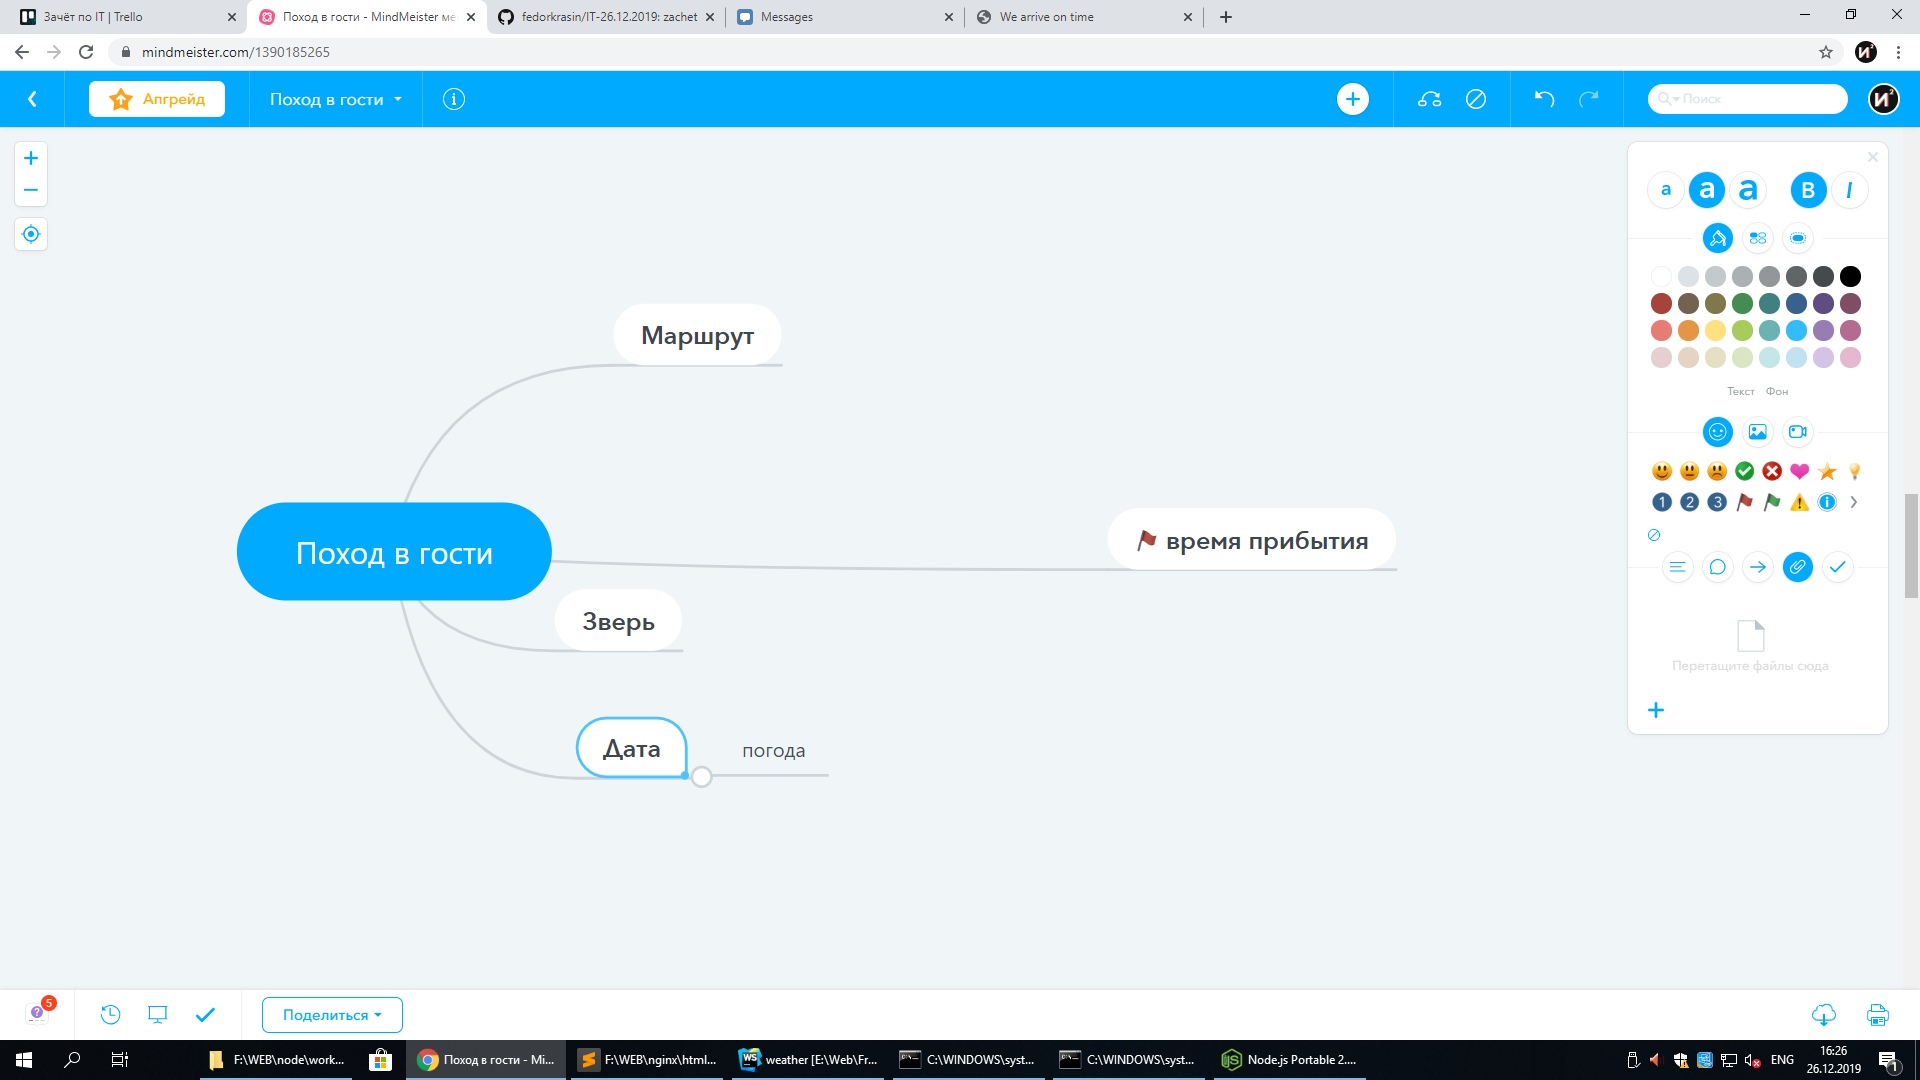 Зачёт по IT | Trello
Поход в гости - MindMeister ме
fedorkrasin/IT-26.12.2019: zachet
Messages
We arrive on time
mindmeister.com/1390185265
Апгрейд
Поход в гости
Поиск
a a a B I
Маршрут
Поход в гости
время прибытия
Зверь
Дата
погода
Текст Фон
1 2 3
Перетащите файлы сюда
5
Поделиться
F:\WEB\node\work...
Поход в гости - Mi...
F:\WEB\nginx\html...
weather [E:\Web\Fr...
C:\WINDOWS\syst...
C:\WINDOWS\syst...
Node.js Portable 2....
ENG
16:26
26.12.2019
1